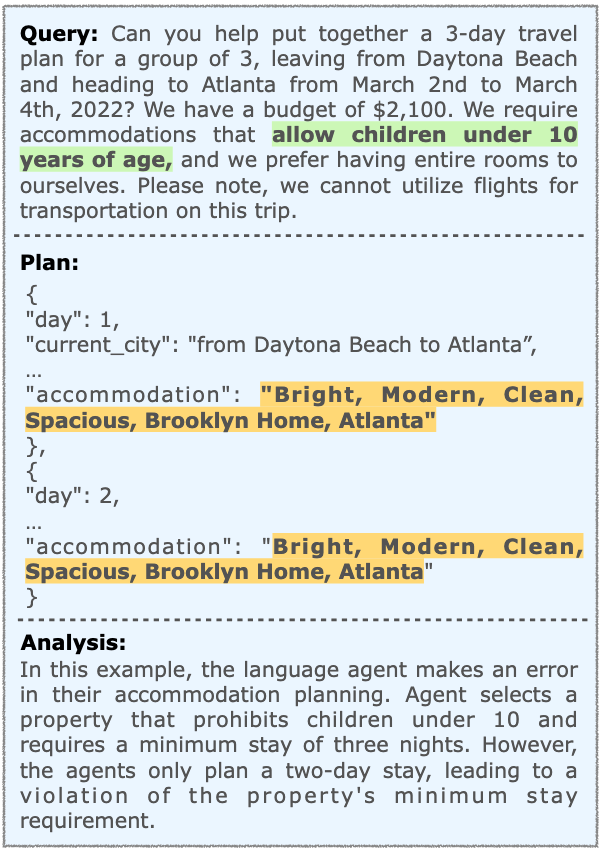 Query: Can you help put together a 3-day travel
plan for a group of 3, leaving from Daytona Beach
and heading to Atlanta from March 2nd to March
4th, 2022? We have a budget of $2,100. We require
accommodations that allow children under 10
years of age, and we prefer having entire rooms to
ourselves. Please note, we cannot utilize flights for
transportation on this trip.
Plan:
{
"day": 1,
"current_city": "from Daytona Beach to Atlanta”,
…
"accommodation": "Bright, Modern, Clean,
Spacious, Brooklyn Home, Atlanta"
},
{
"day": 2,
…
"accommodation": "Bright, Modern, Clean,
Spacious, Brooklyn Home, Atlanta"
}
Analysis:
In this example, the language agent makes an error
in their accommodation planning. Agent selects a
property that prohibits children under 10 and
requires a minimum stay of three nights. However,
the agents only plan a two-day stay, leading to a
violation of the property's minimum stay
requirement.